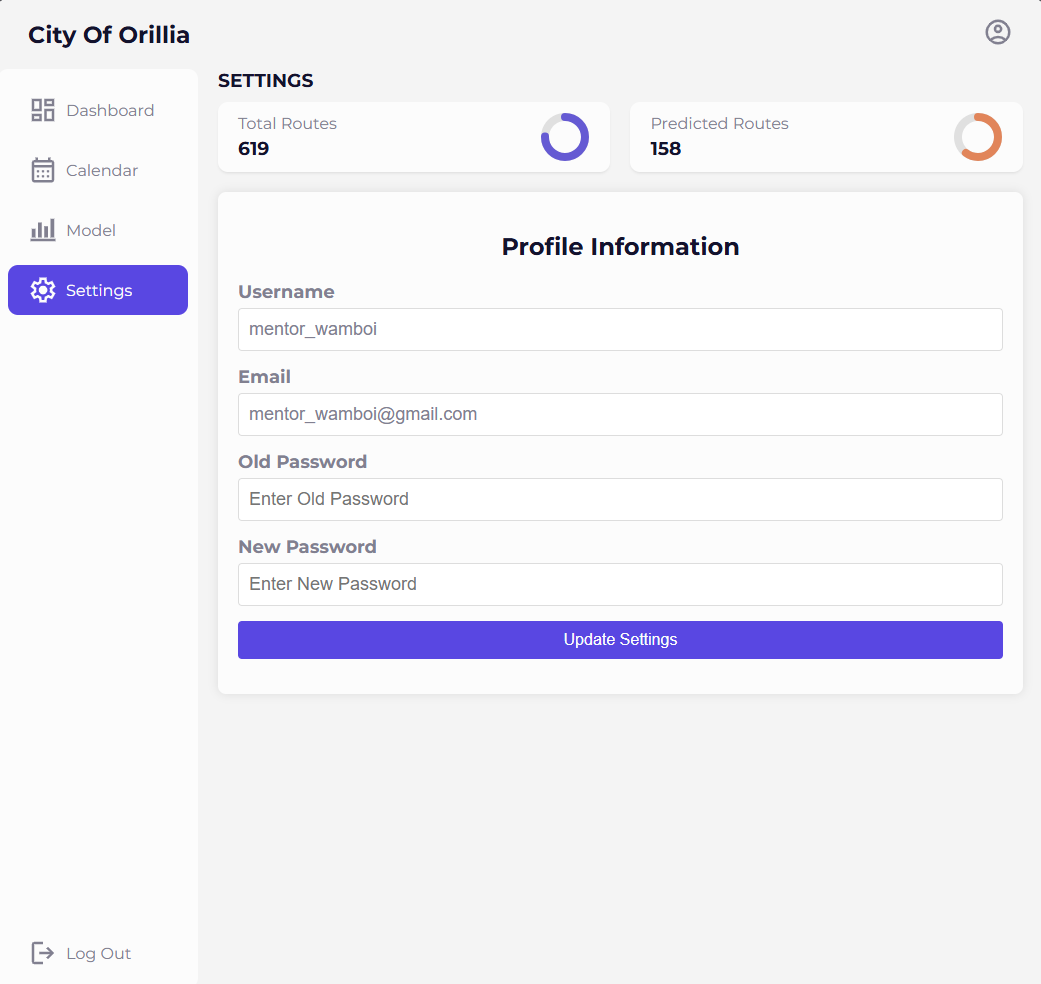 City Of Orillia
Dashboard
Calendar
Model
Settings
Log Out
SETTINGS
Total Routes
619
Predicted Routes
158
Profile Information
Username
mentor_wamboi
Email
mentor_wamboi@gmail.com
Old Password
Enter Old Password
New Password
Enter New Password
Update Settings